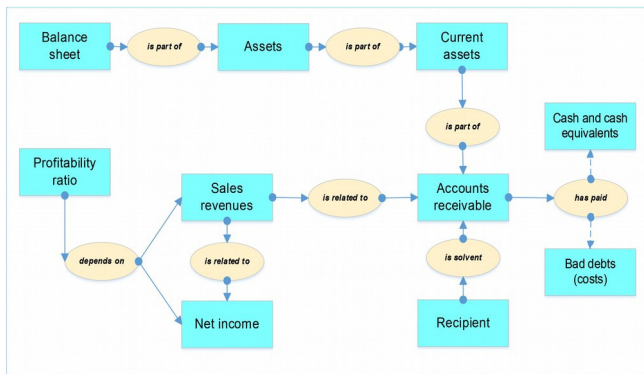 Balance
sheet
is part of
Assets
is part of
Current
assets
is part of
Cash and cash
equivalents
Profitability
ratio
Sales
revenues
is related to
Accounts
receivable
has paid
depends on
is related to
is solvent
Bad debts
(costs)
Net income
Recipient